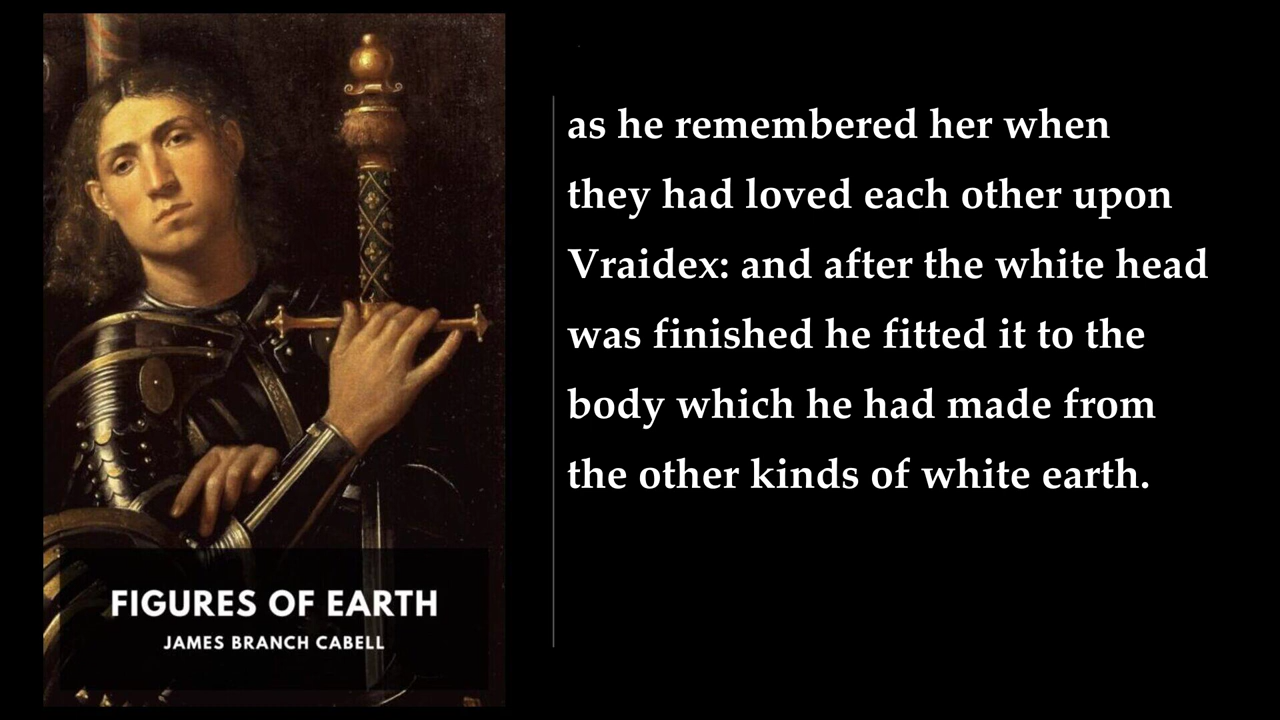 as he remembered her when
they had loved each other upon
Vraidex: and after the white head
was finished he fitted it to the
body which he had made from
the other kinds of white earth.
FIGURES OF EARTH
JAMES BRANCH CABELL